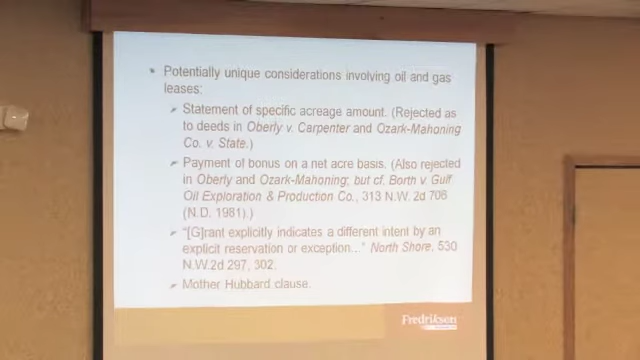 • Potentially unique considerations involving oil and gas
leases:
Statement of specific acreage amount. (Rejected as
to deeds in Oberly v. Carpenter and Ozark-Mahoning
Co. v. State.)
Payment of bonus on a net acre basis. (Also rejected
in Oberly and Ozark-Mahoning; but cf. Borth v. Gulf
Oil Exploration & Production Co., 313 N.W. 2d 706
(N.D. 1981).)
"[G]rant explicitly indicates a different intent by an
explicit reservation or exception…" North Shore, 530
N.W.2d 297, 302.
Mother Hubbard clause.
Fredrikson